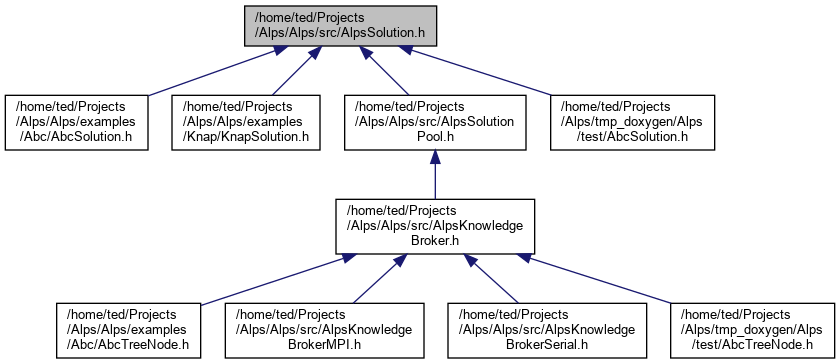 /home/ted/Projects
/Alps/Alps/src/AlpsSolution.h
/home/ted/Projects
/Alps/Alps/examples
/Abc/AbcSolution.h
/home/ted/Projects
/Alps/Alps/examples
/Knap/KnapSolution.h
/home/ted/Projects
/Alps/Alps/src/AlpsSolution
Pool.h
/home/ted/Projects
/Alps/tmp_doxygen/Alps
/test/AbcSolution.h
/home/ted/Projects
/Alps/Alps/src/AlpsKnowledge
Broker.h
/home/ted/Projects
/Alps/Alps/examples
/Abc/AbcTreeNode.h
/home/ted/Projects
/Alps/Alps/src/AlpsKnowledge
BrokerMPI.h
/home/ted/Projects
/Alps/Alps/src/AlpsKnowledge
BrokerSerial.h
/home/ted/Projects
/Alps/tmp_doxygen/Alps
/test/AbcTreeNode.h